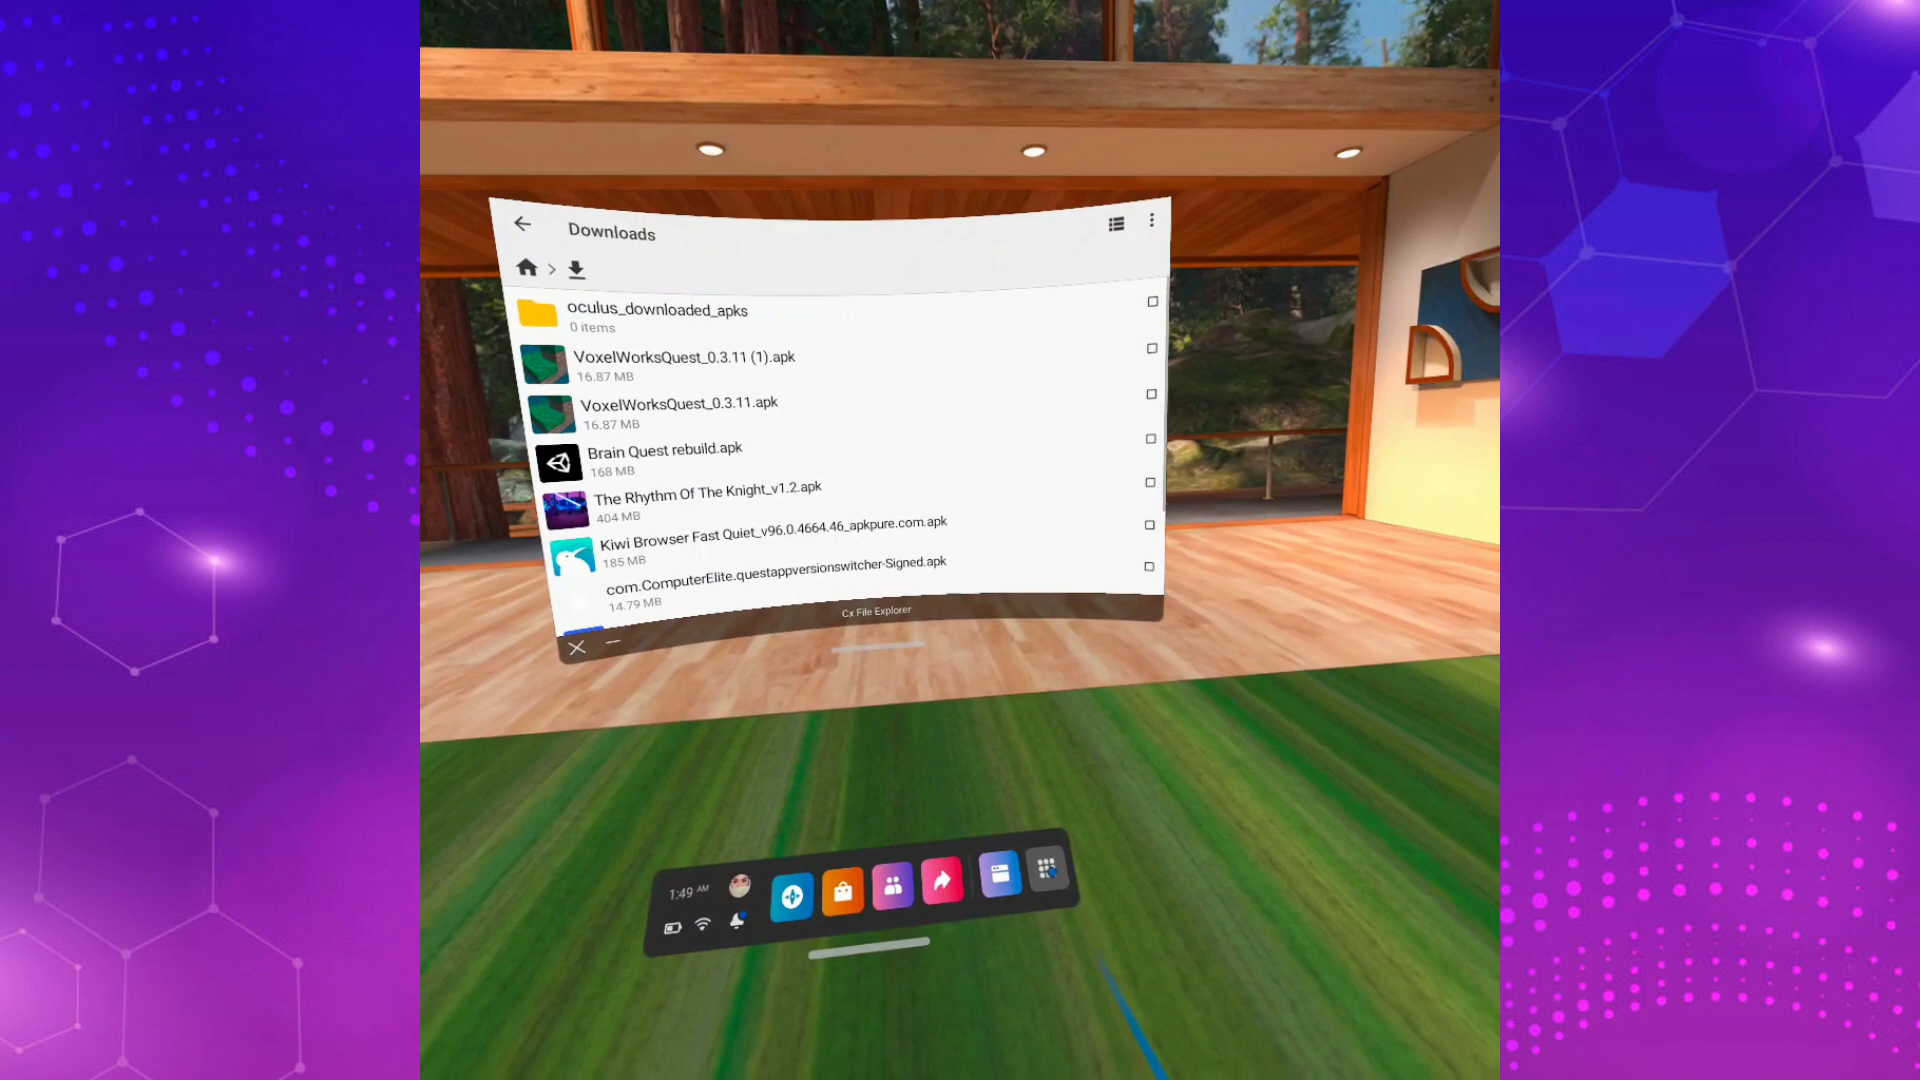 Downloads
oculus_downloaded_apks
0 items
VoxelWorksQuest_0.3.11 (1).apk
16.87 MB
VoxelWorksQuest_0.3.11.apk
16.87 MB
Brain Quest rebuild.apk
168 MB
The Rhythm Of The Knight_v1.2.apk
404 MB
Kiwi Browser Fast Quiet_v96.0.4664.46_apkpure.com.apk
185 MB
com.ComputerElite.questappversionswitcher-Signed.apk
14.79 MB
Cx File Explorer
1:49 AM